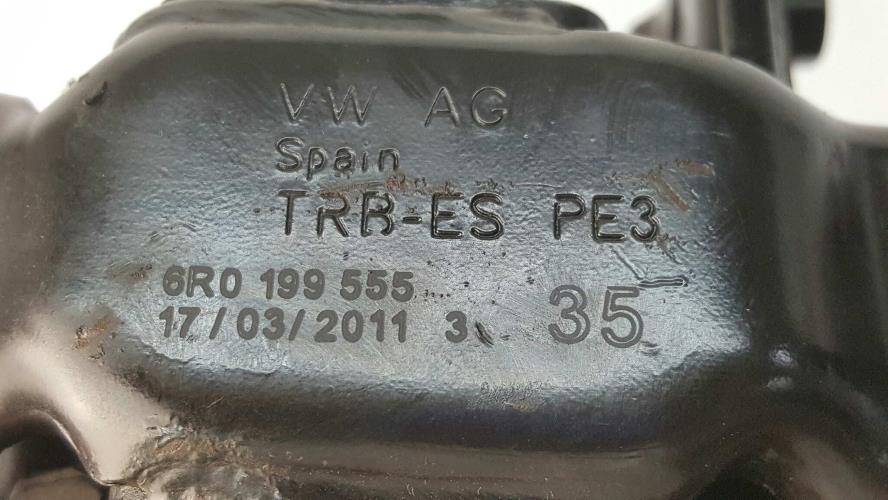 VW AG
Spain
TRB-ES PE3
6R0 199 555
17/03/2011 3 35